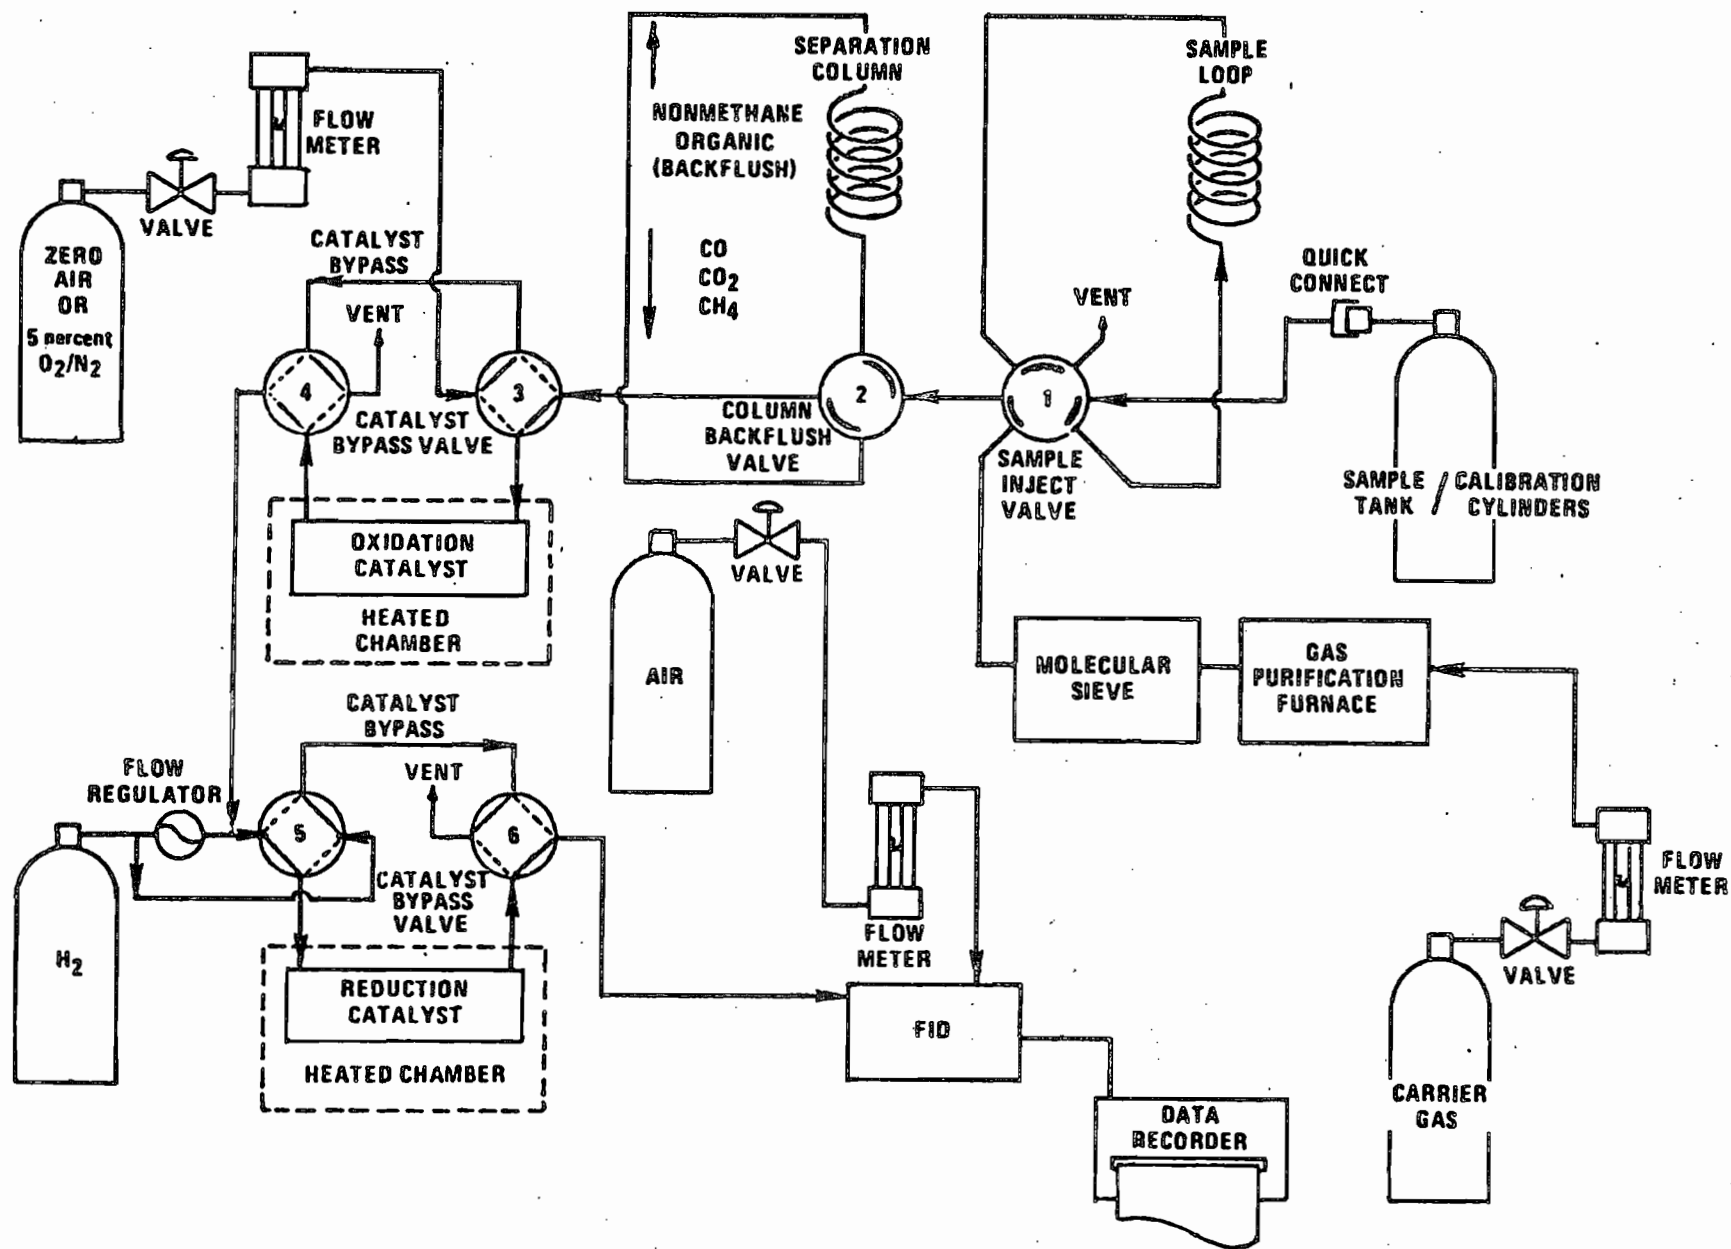 SEPARATION
COLUMN
SAMPLE
LOOP
FLOW
METER
NONMETHANE
ORGANIC
(BACKFLUSH)
VALVE
CATALYST
BYPASS
CO
CO2
CH4
QUICK
CONNECT
ZERO
AIR
OR
5 percent
O2/N2
VENT
VENT
4
3
2
1
CATALYST
BYPASS VALVE
COLUMN
BACKFLUSH
VALVE
SAMPLE
INJECT
VALVE
SAMPLE
TANK
/
CALIBRATION
CYLINDERS
OXIDATION
CATALYST
HEATED
CHAMBER
VALVE
AIR
MOLECULAR
SIEVE
GAS
PURIFICATION
FURNACE
CATALYST
BYPASS
FLOW
REGULATOR
VENT
5
6
CATALYST
BYPASS
VALVE
FLOW
METER
FLOW
METER
VALVE
H2
REDUCTION
CATALYST
HEATED CHAMBER
FID
CARRIER
GAS
DATA
RECORDER